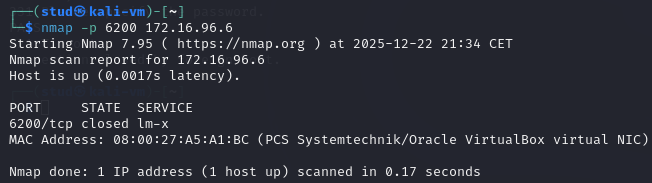 ┌──(stud㉿kali-vm)-[~] password.
└─$ nmap -p 6200 172.16.96.6
Starting Nmap 7.95 ( https://nmap.org ) at 2025-12-22 21:34 CET
Nmap scan report for 172.16.96.6
Host is up (0.0017s latency).
PORT     STATE  SERVICE
6200/tcp closed lm-x
MAC Address: 08:00:27:A5:A1:BC (PCS Systemtechnik/Oracle VirtualBox virtual NIC)
Nmap done: 1 IP address (1 host up) scanned in 0.17 seconds